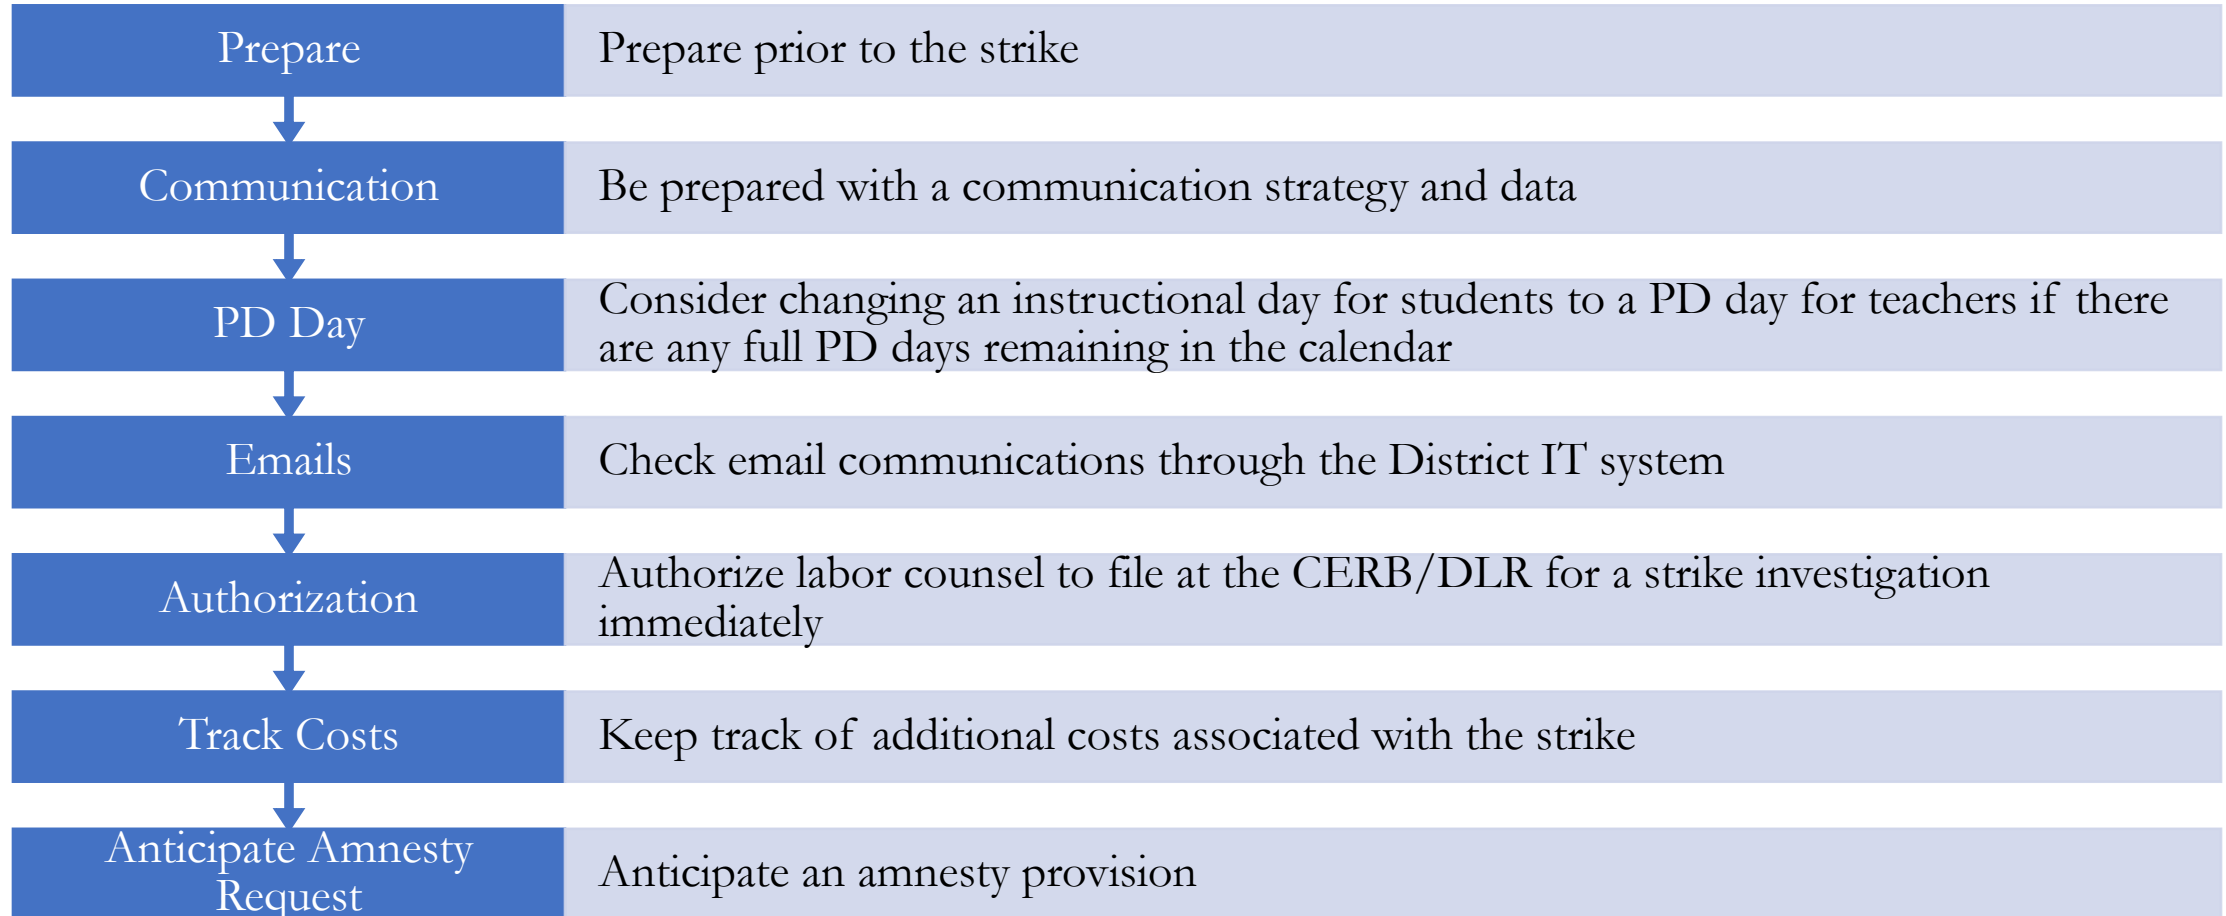 Prepare
Prepare prior to the strike
Communication
Be prepared with a communication strategy and data
PD Day
Consider changing an instructional day for students to a PD day for teachers if there
are any full PD days remaining in the calendar
Emails
Check email communications through the District IT system
Authorization
Authorize labor counsel to file at the CERB/DLR for a strike investigation
immediately
Track Costs
Keep track of additional costs associated with the strike
Anticipate Amnesty
Request
Anticipate an amnesty provision